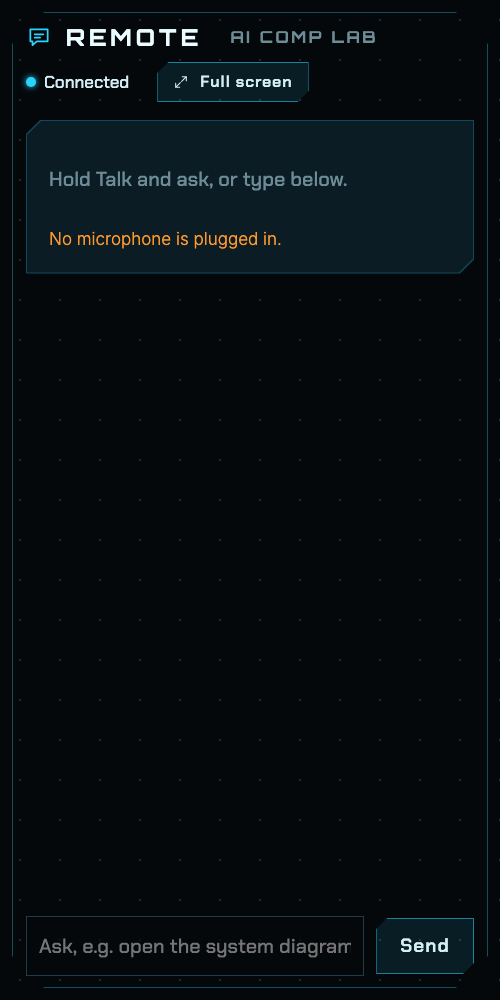 REMOTE AI COMP LAB
Connected Full screen
Hold Talk and ask, or type below.
No microphone is plugged in.
Ask, e.g. open the system diagram Send